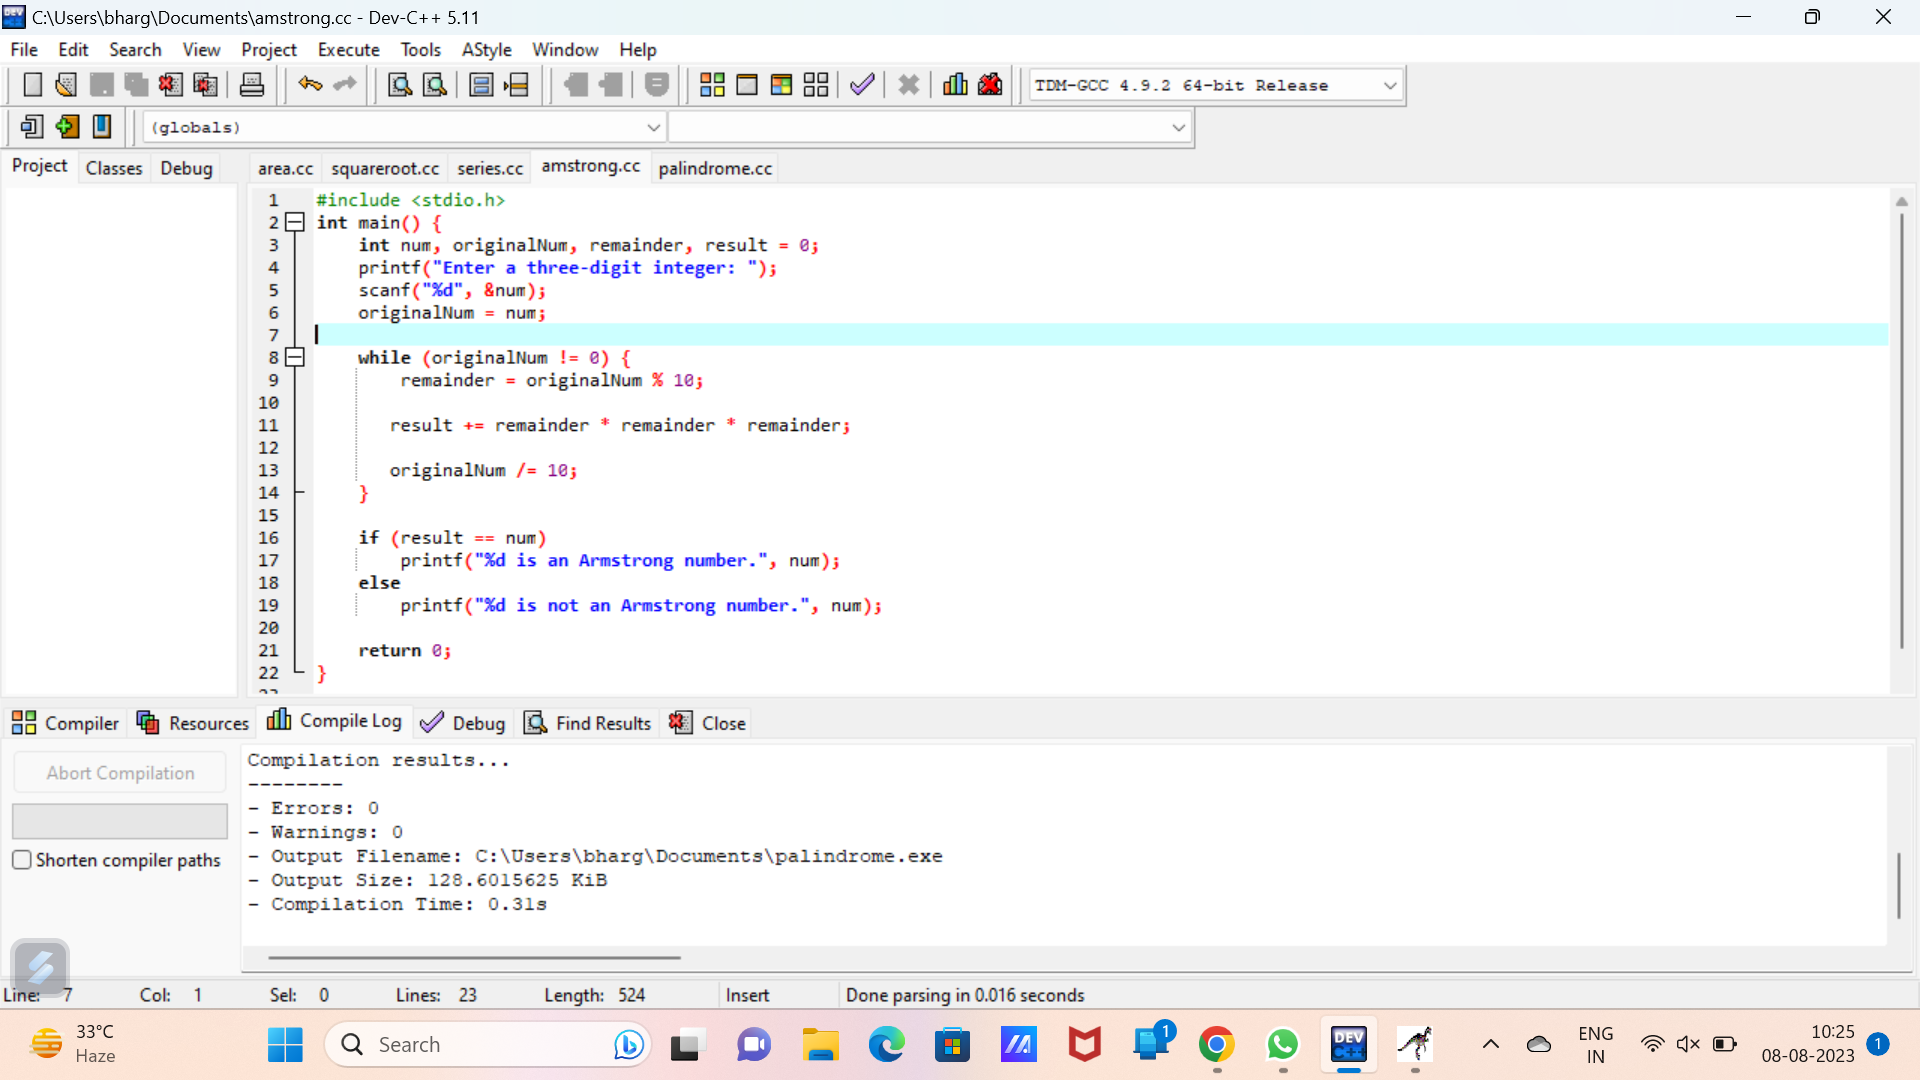 C:\Users\bharg\Documents\amstrong.cc - Dev-C++ 5.11
File Edit Search View Project Execute Tools AStyle Window Help
TDM-GCC 4.9.2 64-bit Release
(globals)
Project Classes Debug area.cc squareroot.cc series.cc amstrong.cc palindrome.cc
1 #include <stdio.h>
2 int main() {
3 int num, originalNum, remainder, result = 0;
4 printf("Enter a three-digit integer: ");
5 scanf("%d", &num);
6 originalNum = num;
7
8 while (originalNum != 0) {
9 remainder = originalNum % 10;
10
11 result += remainder * remainder * remainder;
12
13 originalNum /= 10;
14 }
15
16 if (result == num)
17 printf("%d is an Armstrong number.", num);
18 else
19 printf("%d is not an Armstrong number.", num);
20
21 return 0;
22 }
Compiler Resources Compile Log Debug Find Results Close
Abort Compilation
Shorten compiler paths
Compilation results...
--------
- Errors: 0
- Warnings: 0
- Output Filename: C:\Users\bharg\Documents\palindrome.exe
- Output Size: 128.6015625 KiB
- Compilation Time: 0.31s
Line: 7 Col: 1 Sel: 0 Lines: 23 Length: 524 Insert Done parsing in 0.016 seconds
33°C
Haze
Search
1
DEV
C++
ENG
IN
10:25
08-08-2023
1